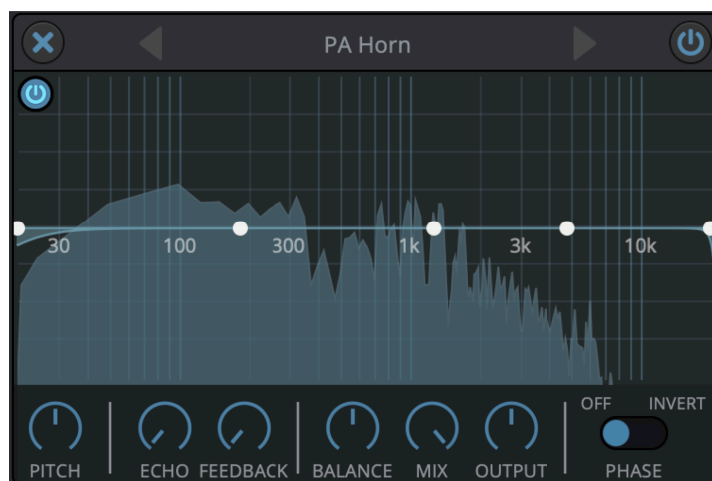 PA Horn
30 100 300 1k 3k 10k
OFF INVERT
PITCH ECHO FEEDBACK BALANCE MIX OUTPUT PHASE